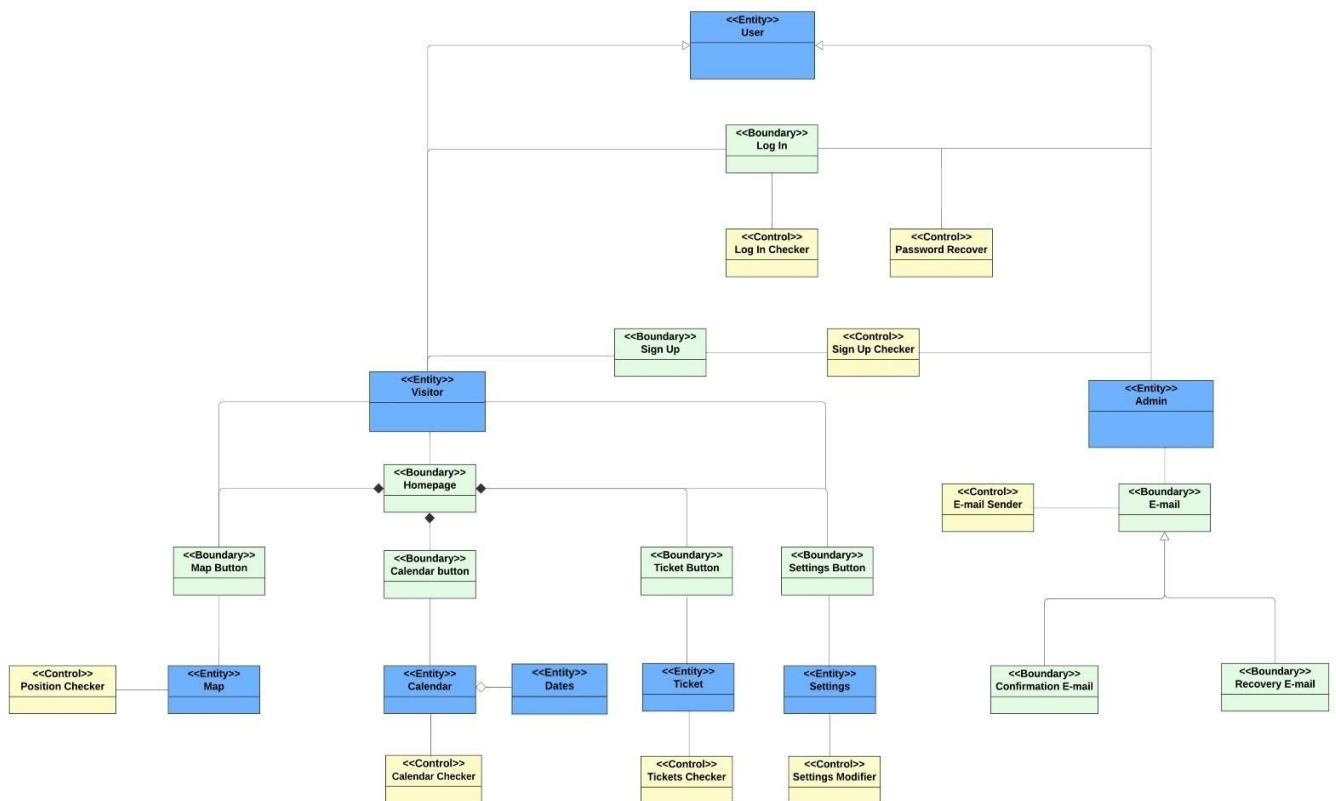 <<Entity>>
User
<<Boundary>>
Log In
<<Control>>
Log In Checker
<<Control>>
Password Recover
<<Boundary>>
Sign Up
<<Control>>
Sign Up Checker
<<Entity>>
Visitor
<<Entity>>
Admin
<<Boundary>>
Homepage
<<Control>>
E-mail Sender
<<Boundary>>
E-mail
<<Boundary>>
Map Button
<<Boundary>>
Calendar button
<<Boundary>>
Ticket Button
<<Boundary>>
Settings Button
<<Control>>
Position Checker
<<Entity>>
Map
<<Entity>>
Calendar
<<Entity>>
Dates
<<Entity>>
Ticket
<<Entity>>
Settings
<<Boundary>>
Confirmation E-mail
<<Boundary>>
Recovery E-mail
<<Control>>
Calendar Checker
<<Control>>
Tickets Checker
<<Control>>
Settings Modifier